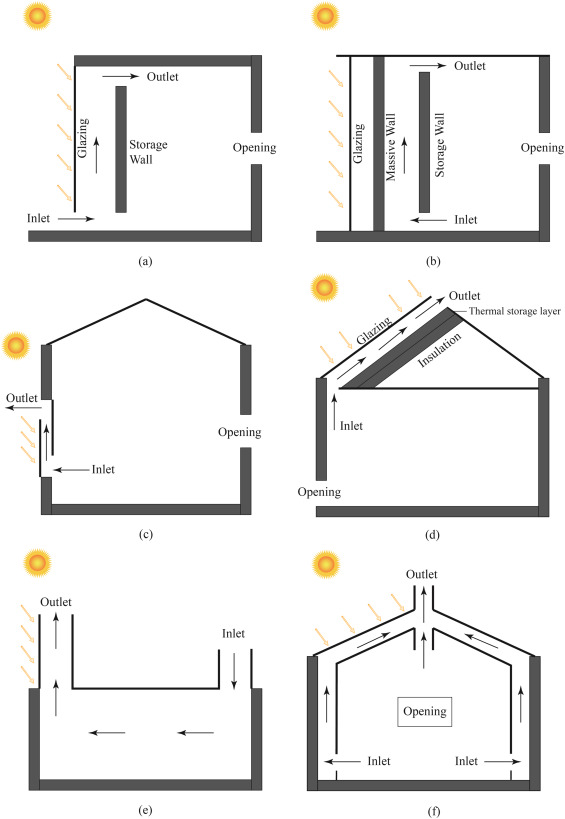 Outlet
Glazing
Storage
Wall
Opening
Inlet
(a)
Outlet
Glazing
Massive Wall
Storage Wall
Opening
Inlet
(b)
Outlet
Opening
Inlet
(c)
Outlet
Glazing
Thermal storage layer
Insulation
Inlet
Opening
(d)
Outlet
Inlet
(e)
Outlet
Opening
Inlet
Inlet
(f)